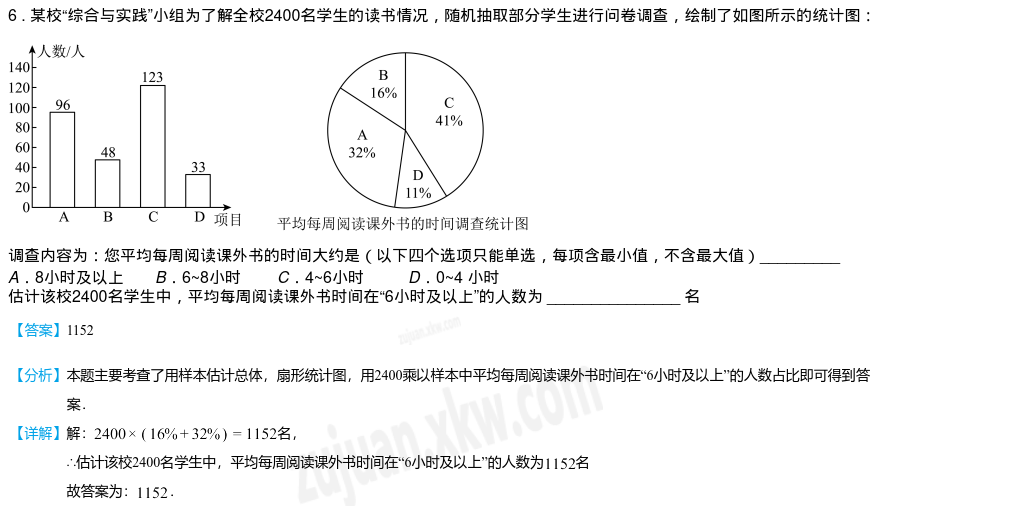 6．某校“综合与实践”小组为了解全校2400名学生的读书情况，随机抽取部分学生进行问卷调查，绘制了如图所示的统计图：
人数/人
140
120
100
80
60
40
20
0
96
48
123
33
A B C D 项目
B
16%
C
41%
A
32%
D
11%
平均每周阅读课外书的时间调查统计图
调查内容为：您平均每周阅读课外书的时间大约是（以下四个选项只能单选，每项含最小值，不含最大值）__________
A．8小时及以上 B．6~8小时 C．4~6小时 D．0~4 小时
估计该校2400名学生中，平均每周阅读课外书时间在“6小时及以上”的人数为 ________________ 名
【答案】1152
【分析】本题主要考查了用样本估计总体，扇形统计图，用2400乘以样本中平均每周阅读课外书时间在“6小时及以上”的人数占比即可得到答
案．
【详解】解：2400×（16%+32%）=1152名，
∴估计该校2400名学生中，平均每周阅读课外书时间在“6小时及以上”的人数为1152名
故答案为：1152．
zujuan.xkw.com
zujuan.xkw.com